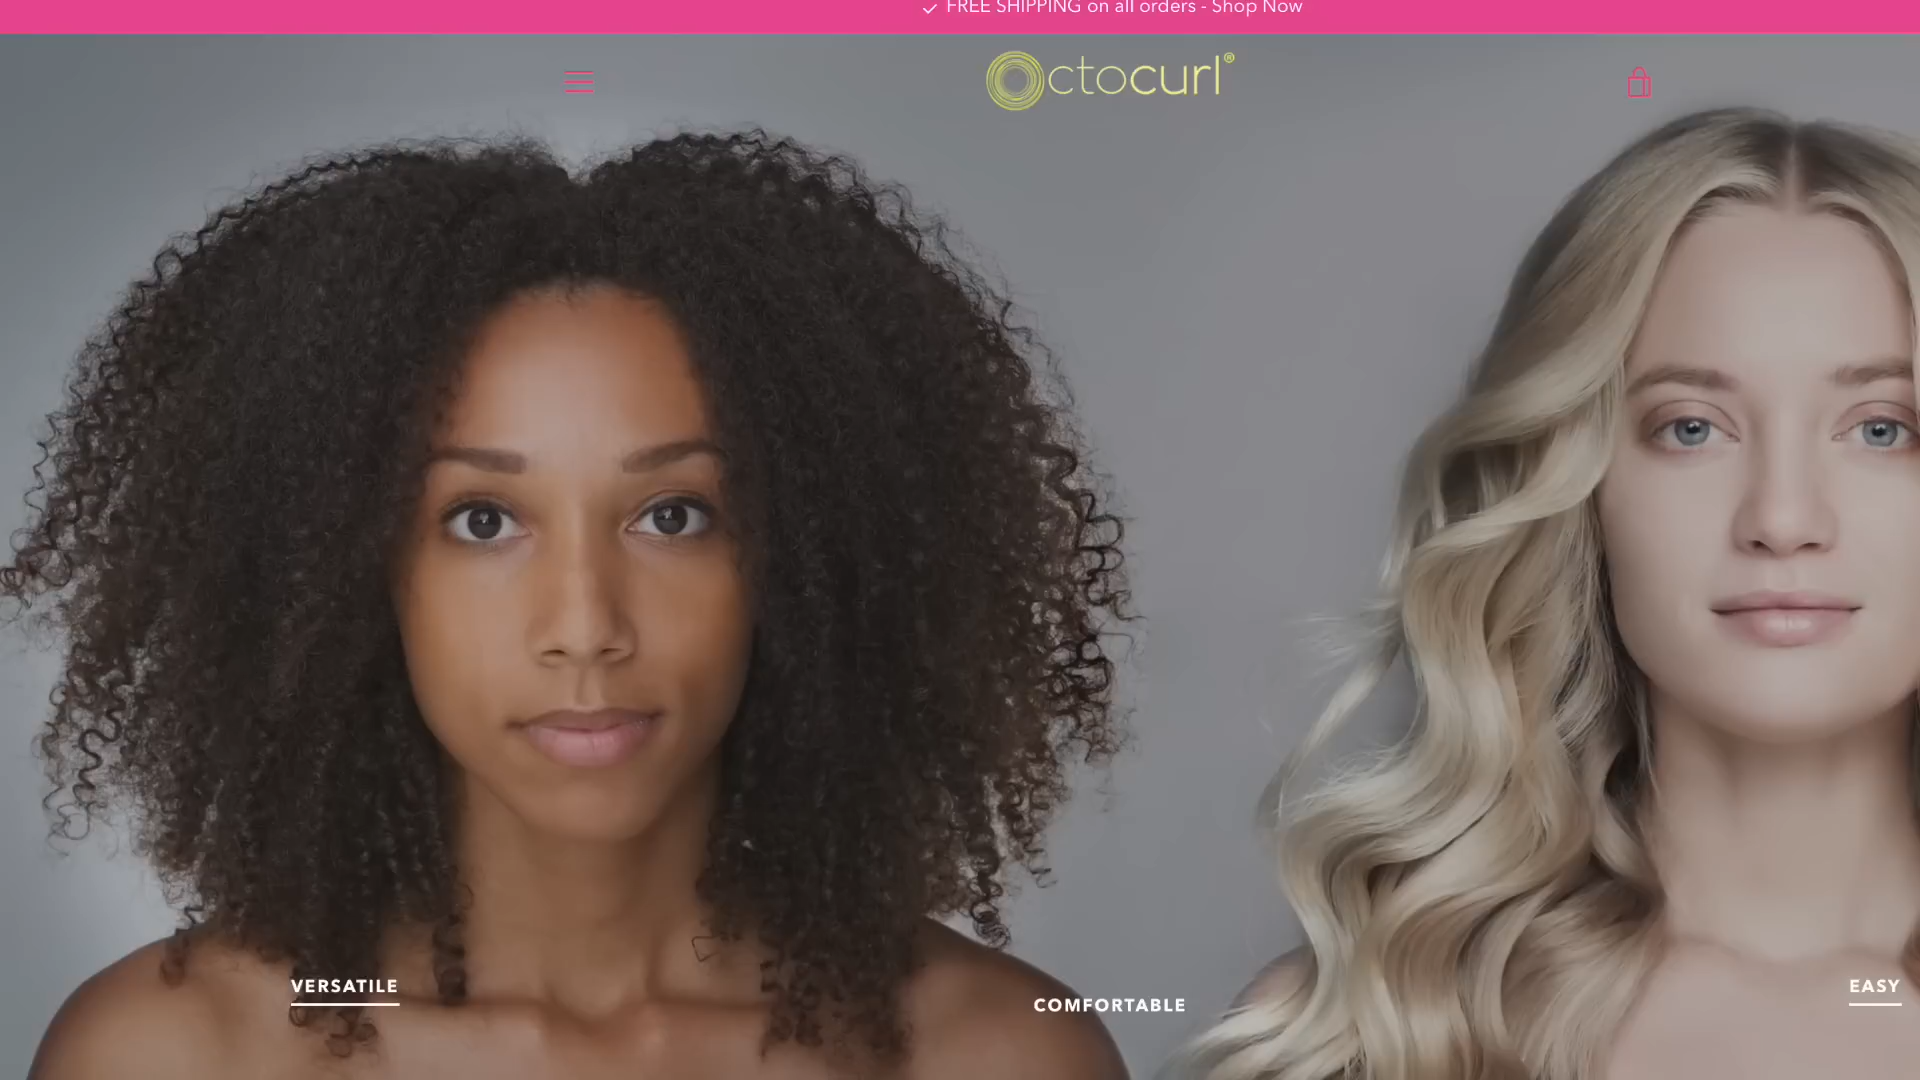 FREE SHIPPING on all orders - Shop Now
Octocurl®
VERSATILE
COMFORTABLE
EASY